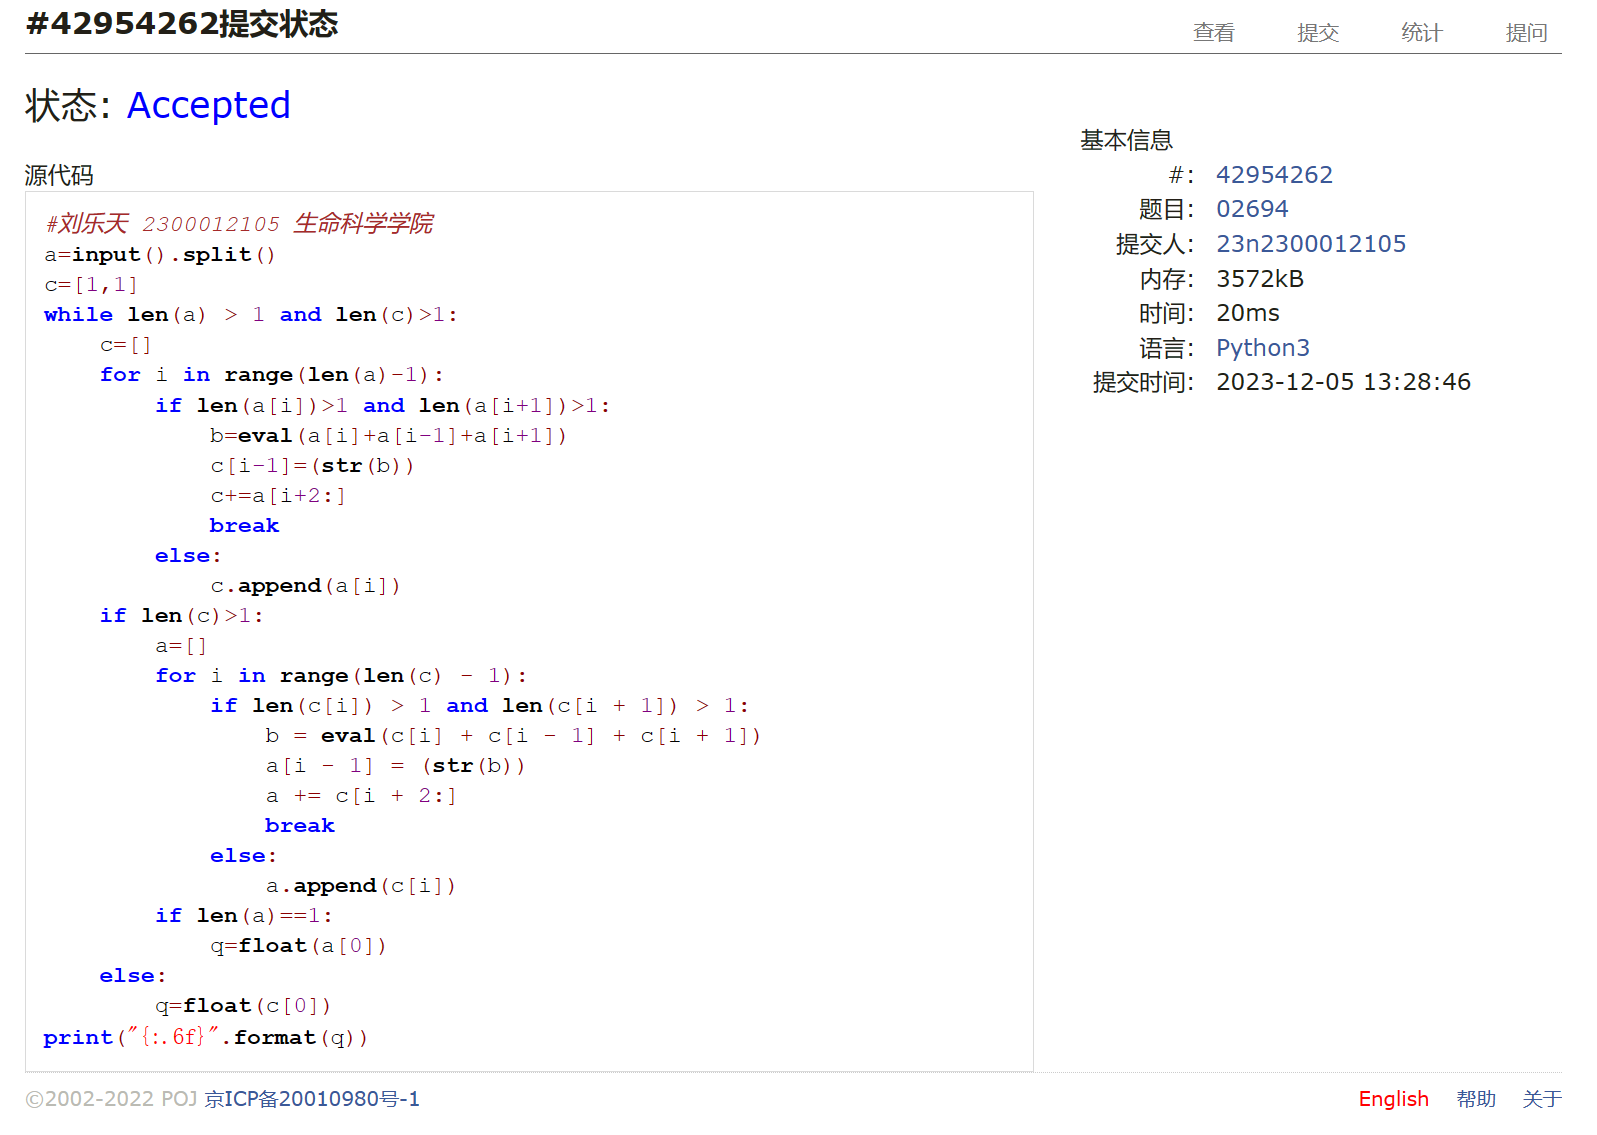 #42954262提交状态
查看 提交 统计 提问
状态: Accepted
源代码
#刘乐天 2300012105 生命科学学院
a=input().split()
c=[1,1]
while len(a) > 1 and len(c)>1:
    c=[]
    for i in range(len(a)-1):
        if len(a[i])>1 and len(a[i+1])>1:
            b=eval(a[i]+a[i-1]+a[i+1])
            c[i-1]=(str(b))
            c+=a[i+2:]
            break
        else:
            c.append(a[i])
    if len(c)>1:
        a=[]
        for i in range(len(c) - 1):
            if len(c[i]) > 1 and len(c[i + 1]) > 1:
                b = eval(c[i] + c[i - 1] + c[i + 1])
                a[i - 1] = (str(b))
                a += c[i + 2:]
                break
            else:
                a.append(c[i])
        if len(a)==1:
            q=float(a[0])
    else:
        q=float(c[0])
print("{:.6f}".format(q))
基本信息
#: 42954262
题目: 02694
提交人: 23n2300012105
内存: 3572kB
时间: 20ms
语言: Python3
提交时间: 2023-12-05 13:28:46
©2002-2022 POJ 京ICP备20010980号-1
English 帮助 关于